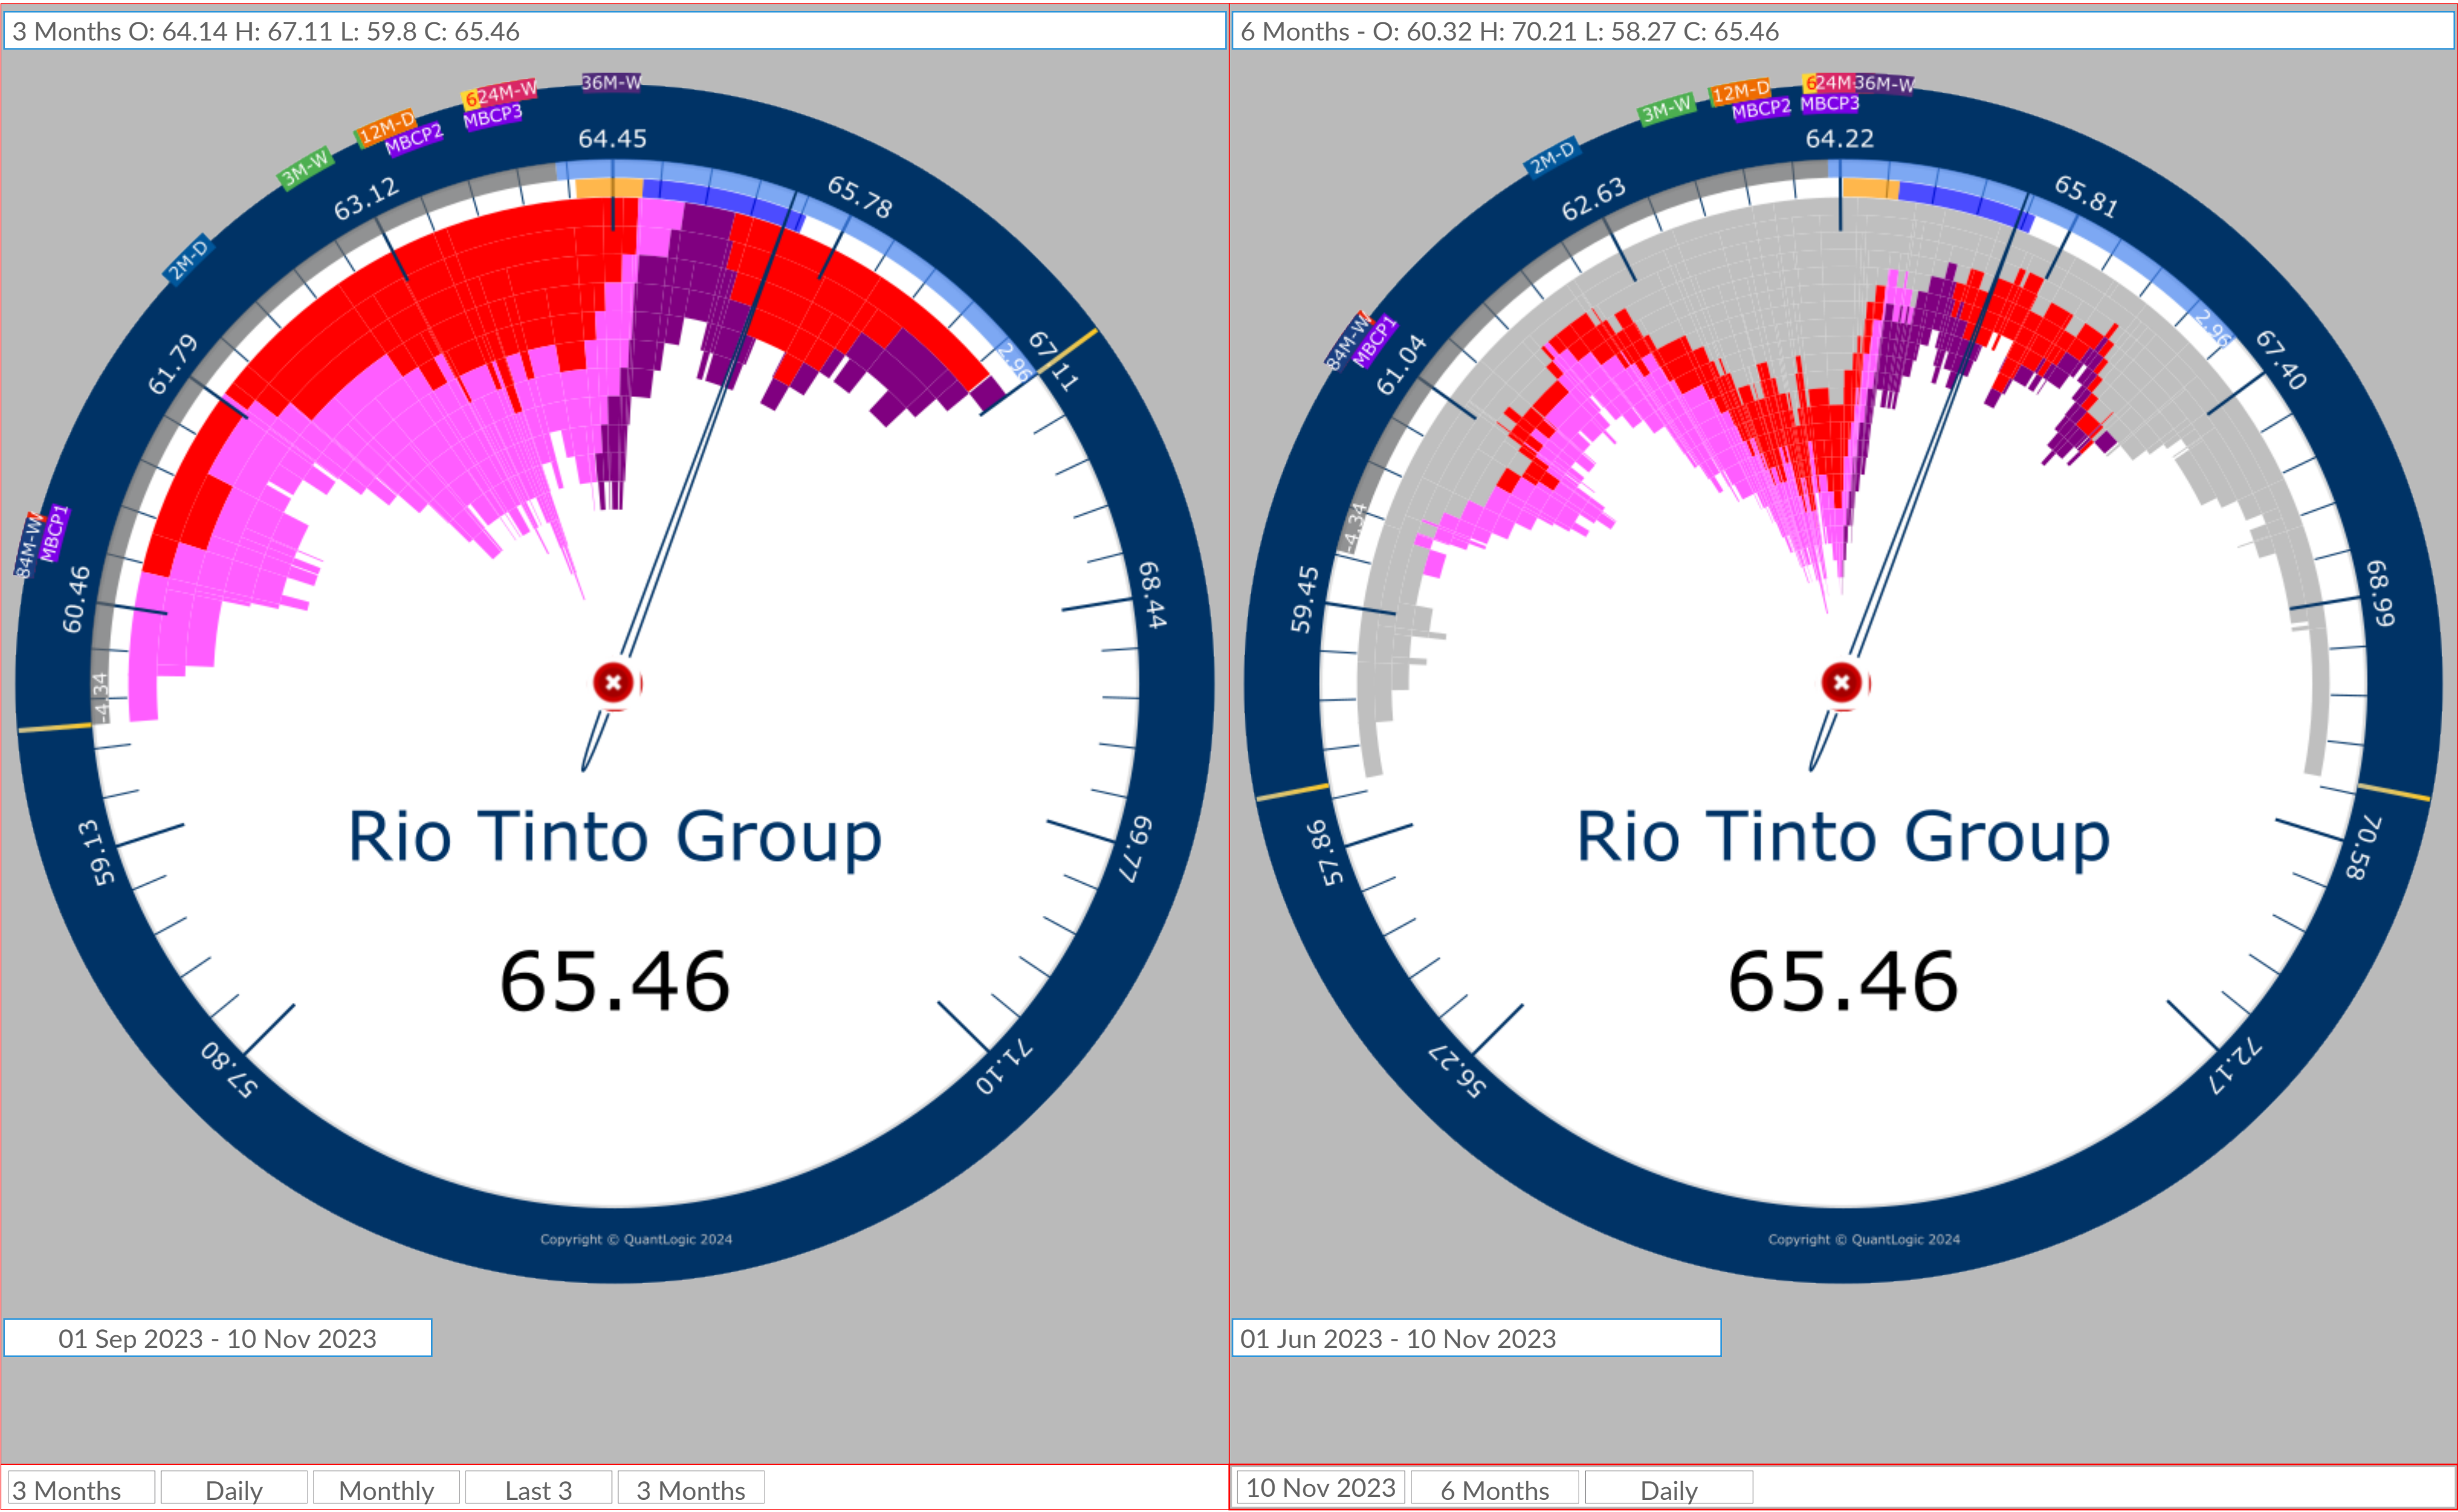 3 Months O: 64.14 H: 67.11 L: 59.8 C: 65.46
36M-W
624M-W
MBCP3
12M-D
MBCP2
3M-W
2M-D
84M-W
MBCP1
57.80
59.13
60.46
61.79
63.12
64.45
65.78
67.11
68.44
69.77
71.10
-4.34
2.96
Rio Tinto Group
65.46
Copyright © QuantLogic 2024
01 Sep 2023 - 10 Nov 2023
3 Months
Daily
Monthly
Last 3
3 Months
6 Months - O: 60.32 H: 70.21 L: 58.27 C: 65.46
624M-
36M-W
MBCP3
12M-D
MBCP2
3M-W
2M-D
84M-W
MBCP1
56.27
57.86
59.45
61.04
62.63
64.22
65.81
67.40
68.99
70.58
72.17
-4.34
2.96
Rio Tinto Group
65.46
Copyright © QuantLogic 2024
01 Jun 2023 - 10 Nov 2023
10 Nov 2023
6 Months
Daily